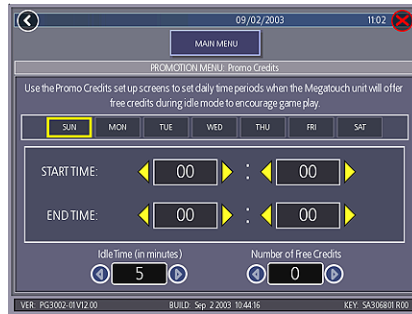 09/02/2003 11:02
MAIN MENU
PROMOTION MENU: Promo Credits
Use the Promo Credits set up screens to set daily time periods when the Megatouch unit will offer
free credits during idle mode to encourage game play.
SUN MON TUE WED THU FRI SAT
START TIME: 00 : 00
END TIME: 00 : 00
Idle Time (in minutes) Number of Free Credits
5 0
VER: PG3002-01V12.00 BUILD: Sep 2 2003 10:44:16 KEY: SA306801 R00